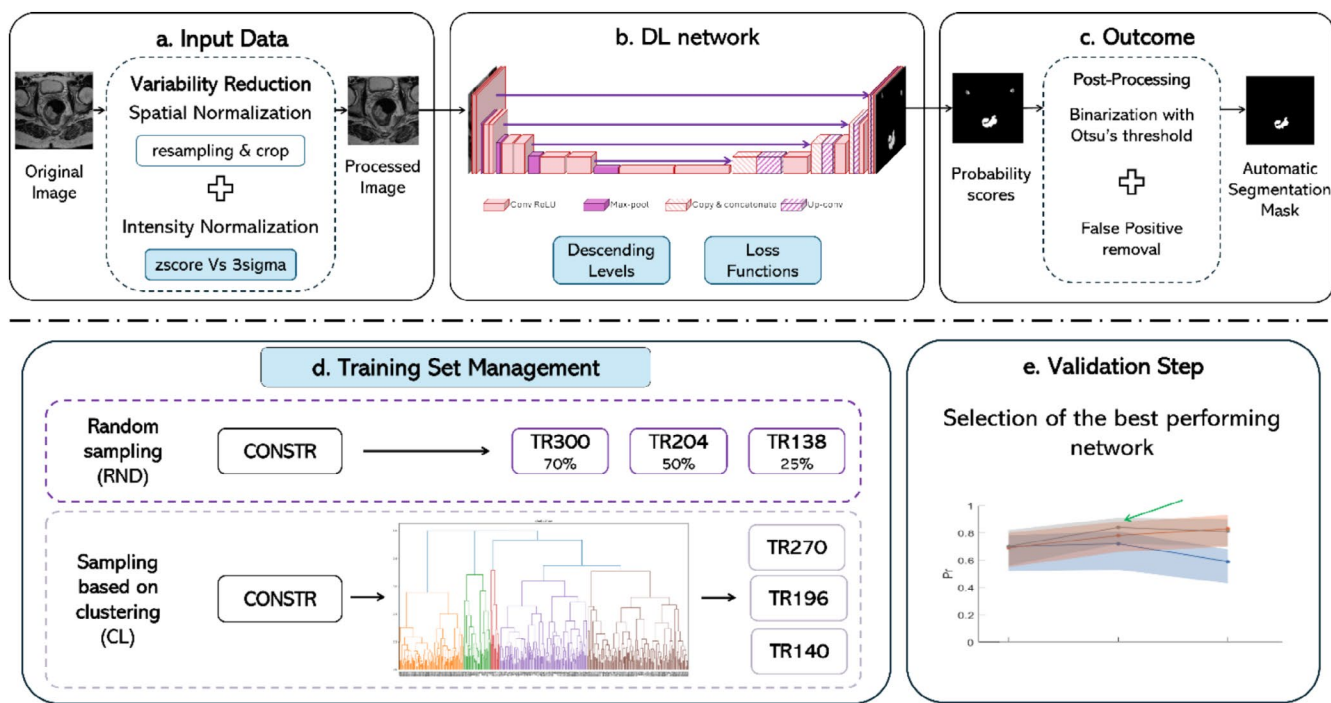 a. Input Data
Variability Reduction
Spatial Normalization
resampling & crop
Intensity Normalization
zscore Vs 3sigma
Original
Image
Processed
Image
b. DL network
Conv ReLU
Max-pool
Copy & concatenate
Up-conv
Descending
Levels
Loss
Functions
c. Outcome
Probability
scores
Post-Processing
Binarization with
Otsu's threshold
False Positive
removal
Automatic
Segmentation
Mask
d. Training Set Management
Random
sampling
(RND)
CONSTR
TR300
70%
TR204
50%
TR138
25%
Sampling
based on
clustering
(CL)
CONSTR
TR270
TR196
TR140
e. Validation Step
Selection of the best performing
network
Pr
1
0.8
0.6
0.4
0.2
0